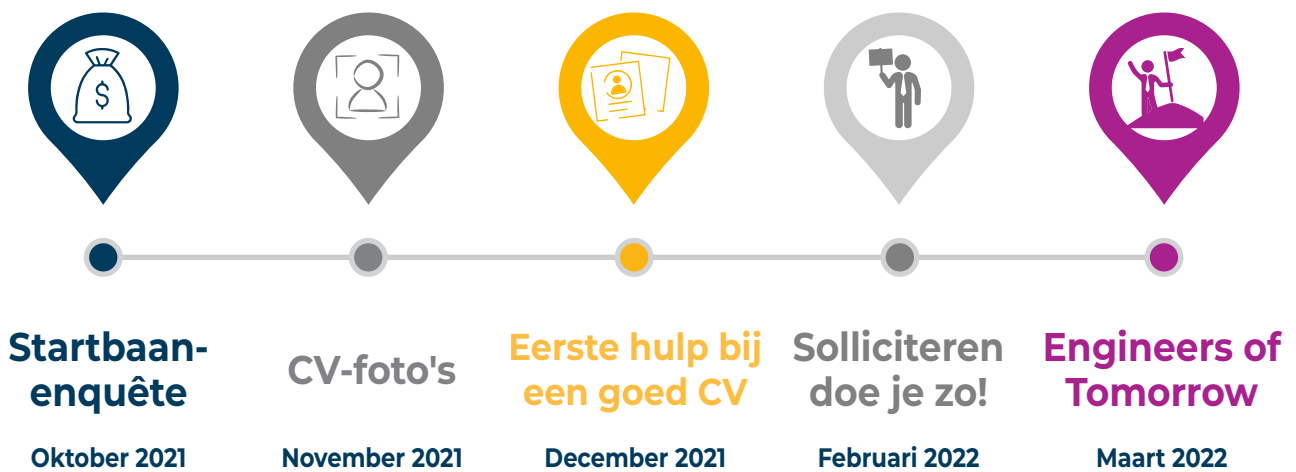 $
Startbaan-
enquête
Oktober 2021
CV-foto's
November 2021
Eerste hulp bij
een goed CV
December 2021
Solliciteren
doe je zo!
Februari 2022
Engineers of
Tomorrow
Maart 2022